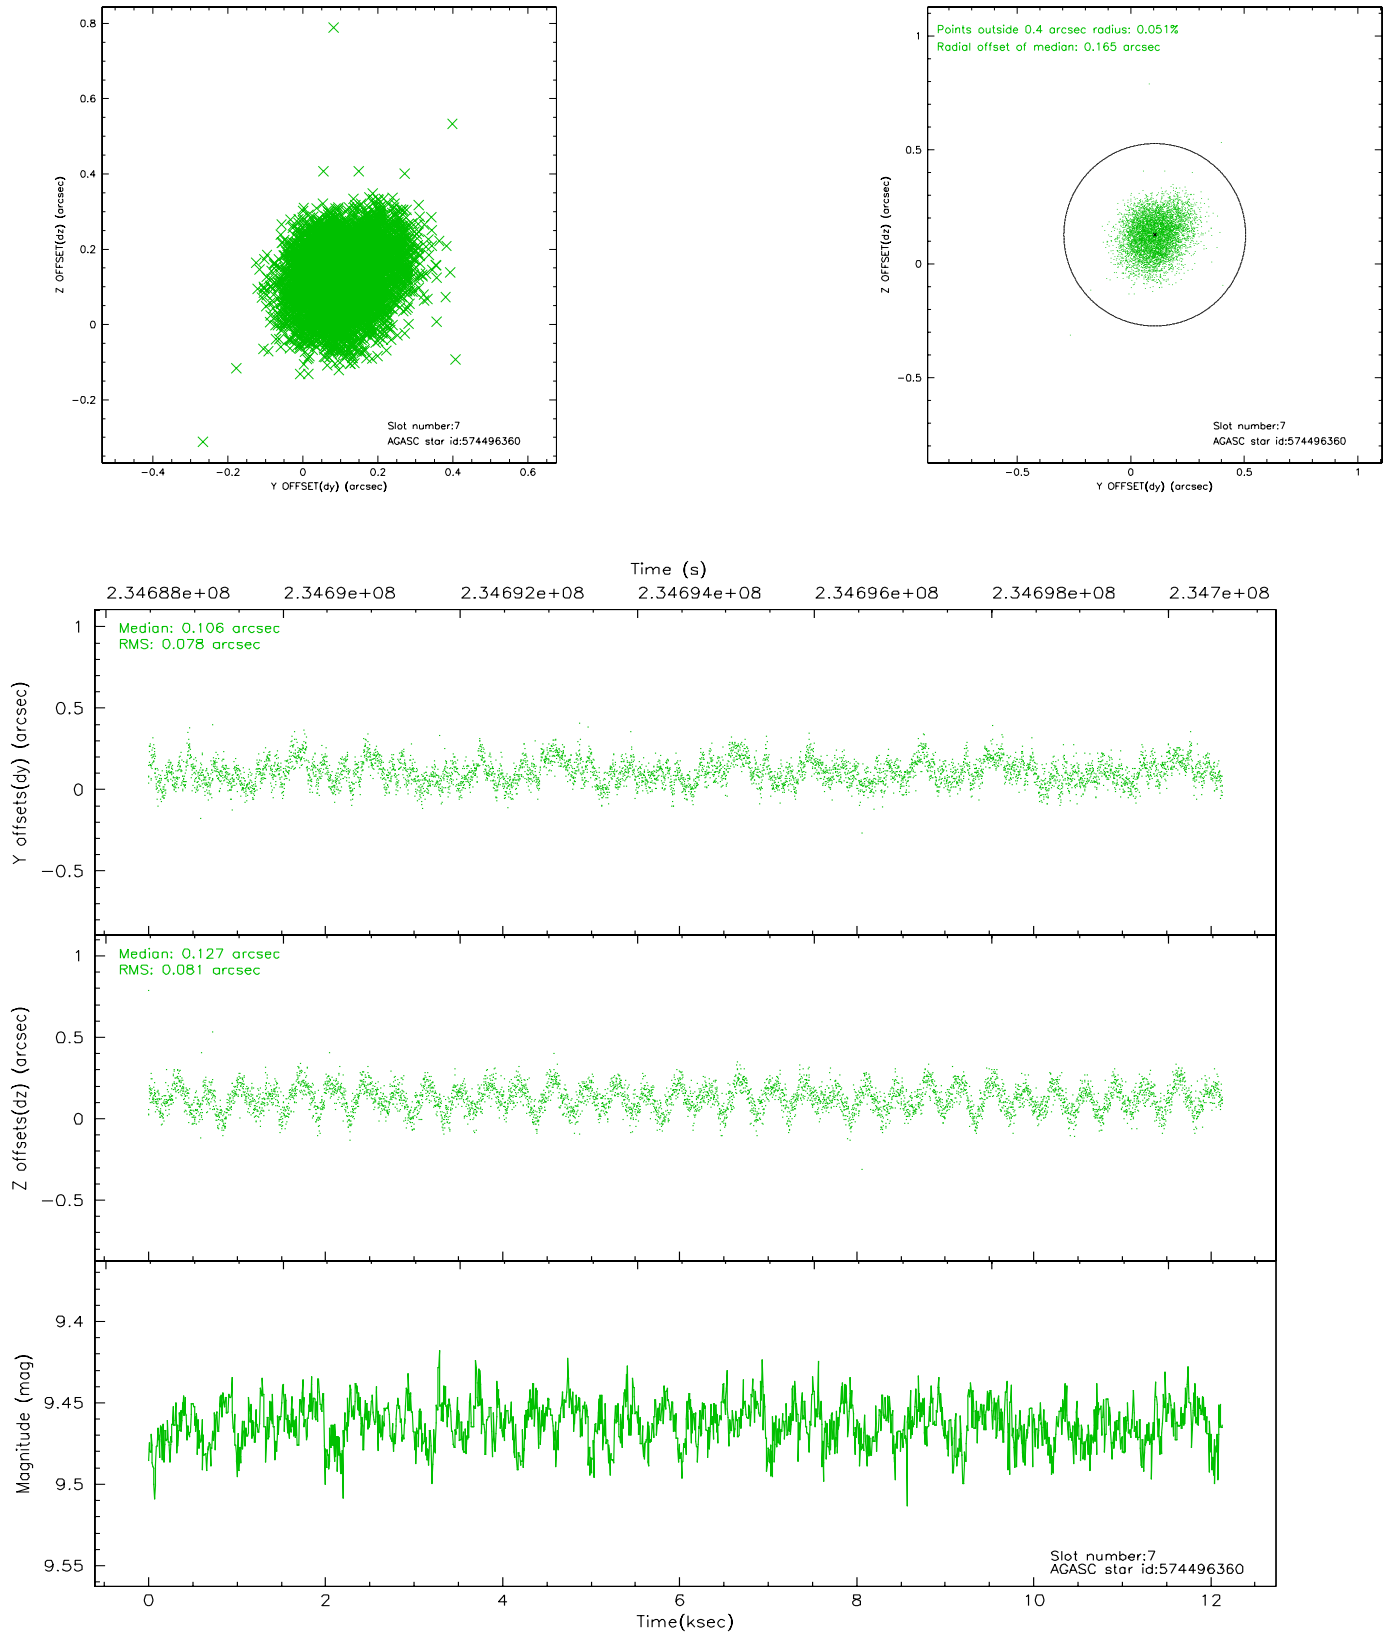 0.8
0.6
0.4
0.2
0
−0.2
−0.4
−0.2
0
0.2
0.4
0.6
Z OFFSET(dz) (arcsec)
Y OFFSET(dy) (arcsec)
Slot number:7
AGASC star id:574496360
Points outside 0.4 arcsec radius: 0.051%
Radial offset of median: 0.165 arcsec
1
0.5
0
−0.5
−0.5
0
0.5
1
Z OFFSET(dz) (arcsec)
Y OFFSET(dy) (arcsec)
Slot number:7
AGASC star id:574496360
Time (s)
2.34688e+08 2.3469e+08 2.34692e+08 2.34694e+08 2.34696e+08 2.34698e+08 2.347e+08
Median: 0.106 arcsec
RMS: 0.078 arcsec
1
0.5
0
−0.5
Y offsets(dy) (arcsec)
Median: 0.127 arcsec
RMS: 0.081 arcsec
1
0.5
0
−0.5
Z offsets(dz) (arcsec)
9.4
9.45
9.5
9.55
Magnitude (mag)
Slot number:7
AGASC star id:574496360
0 2 4 6 8 10 12
Time(ksec)